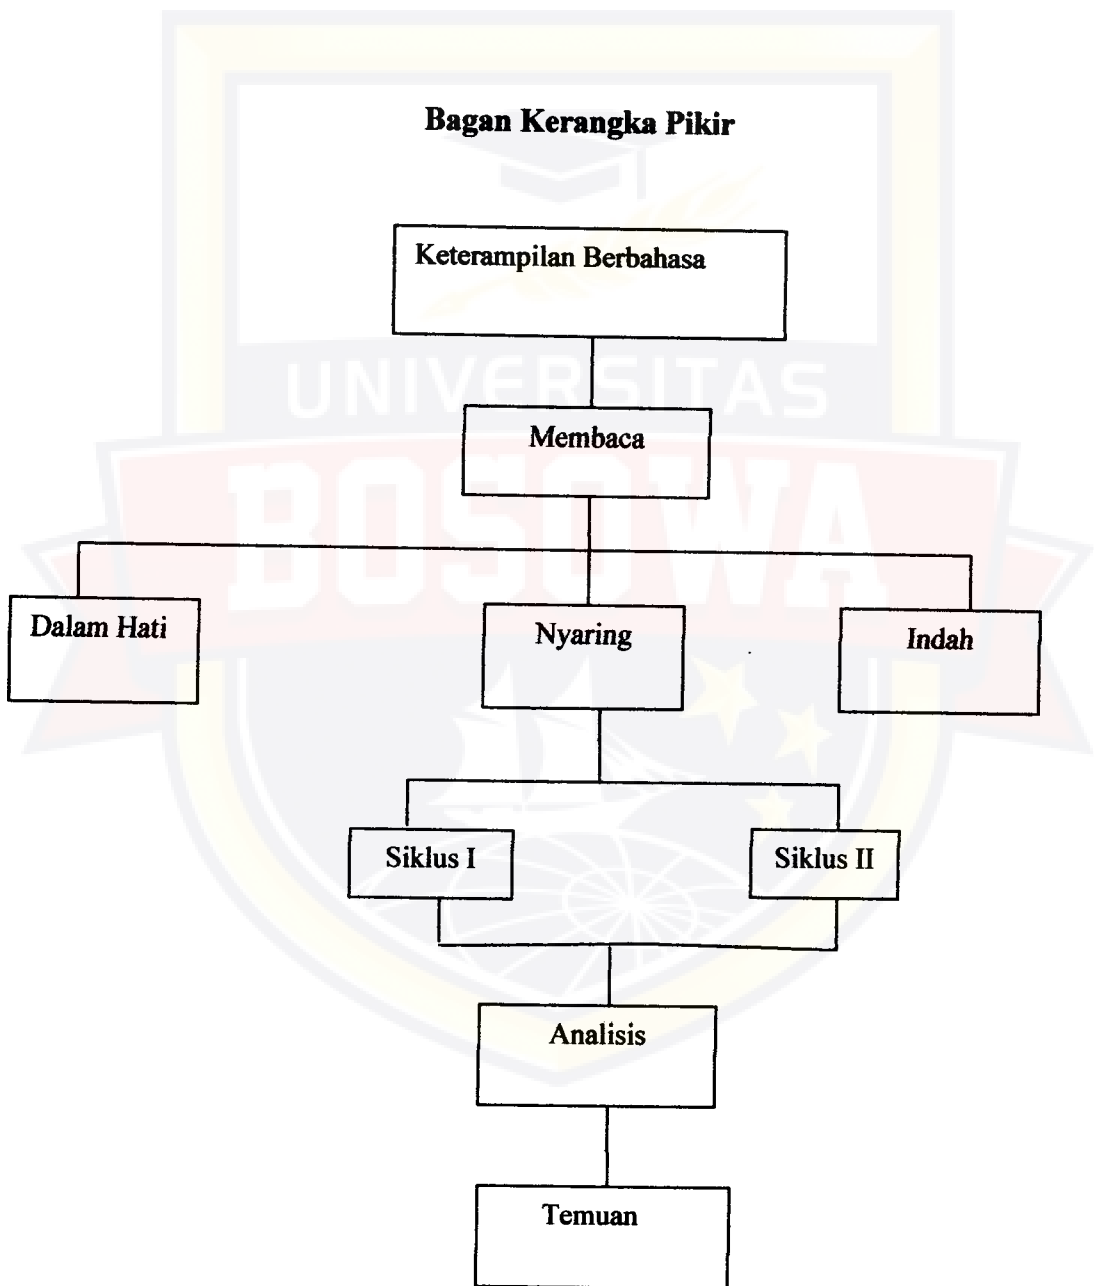 Bagan Kerangka Pikir
Keterampilan Berbahasa
UNIVERSITAS
Membaca
BOSOWA
Dalam Hati
Nyaring
Indah
Siklus I
Siklus II
Analisis
Temuan